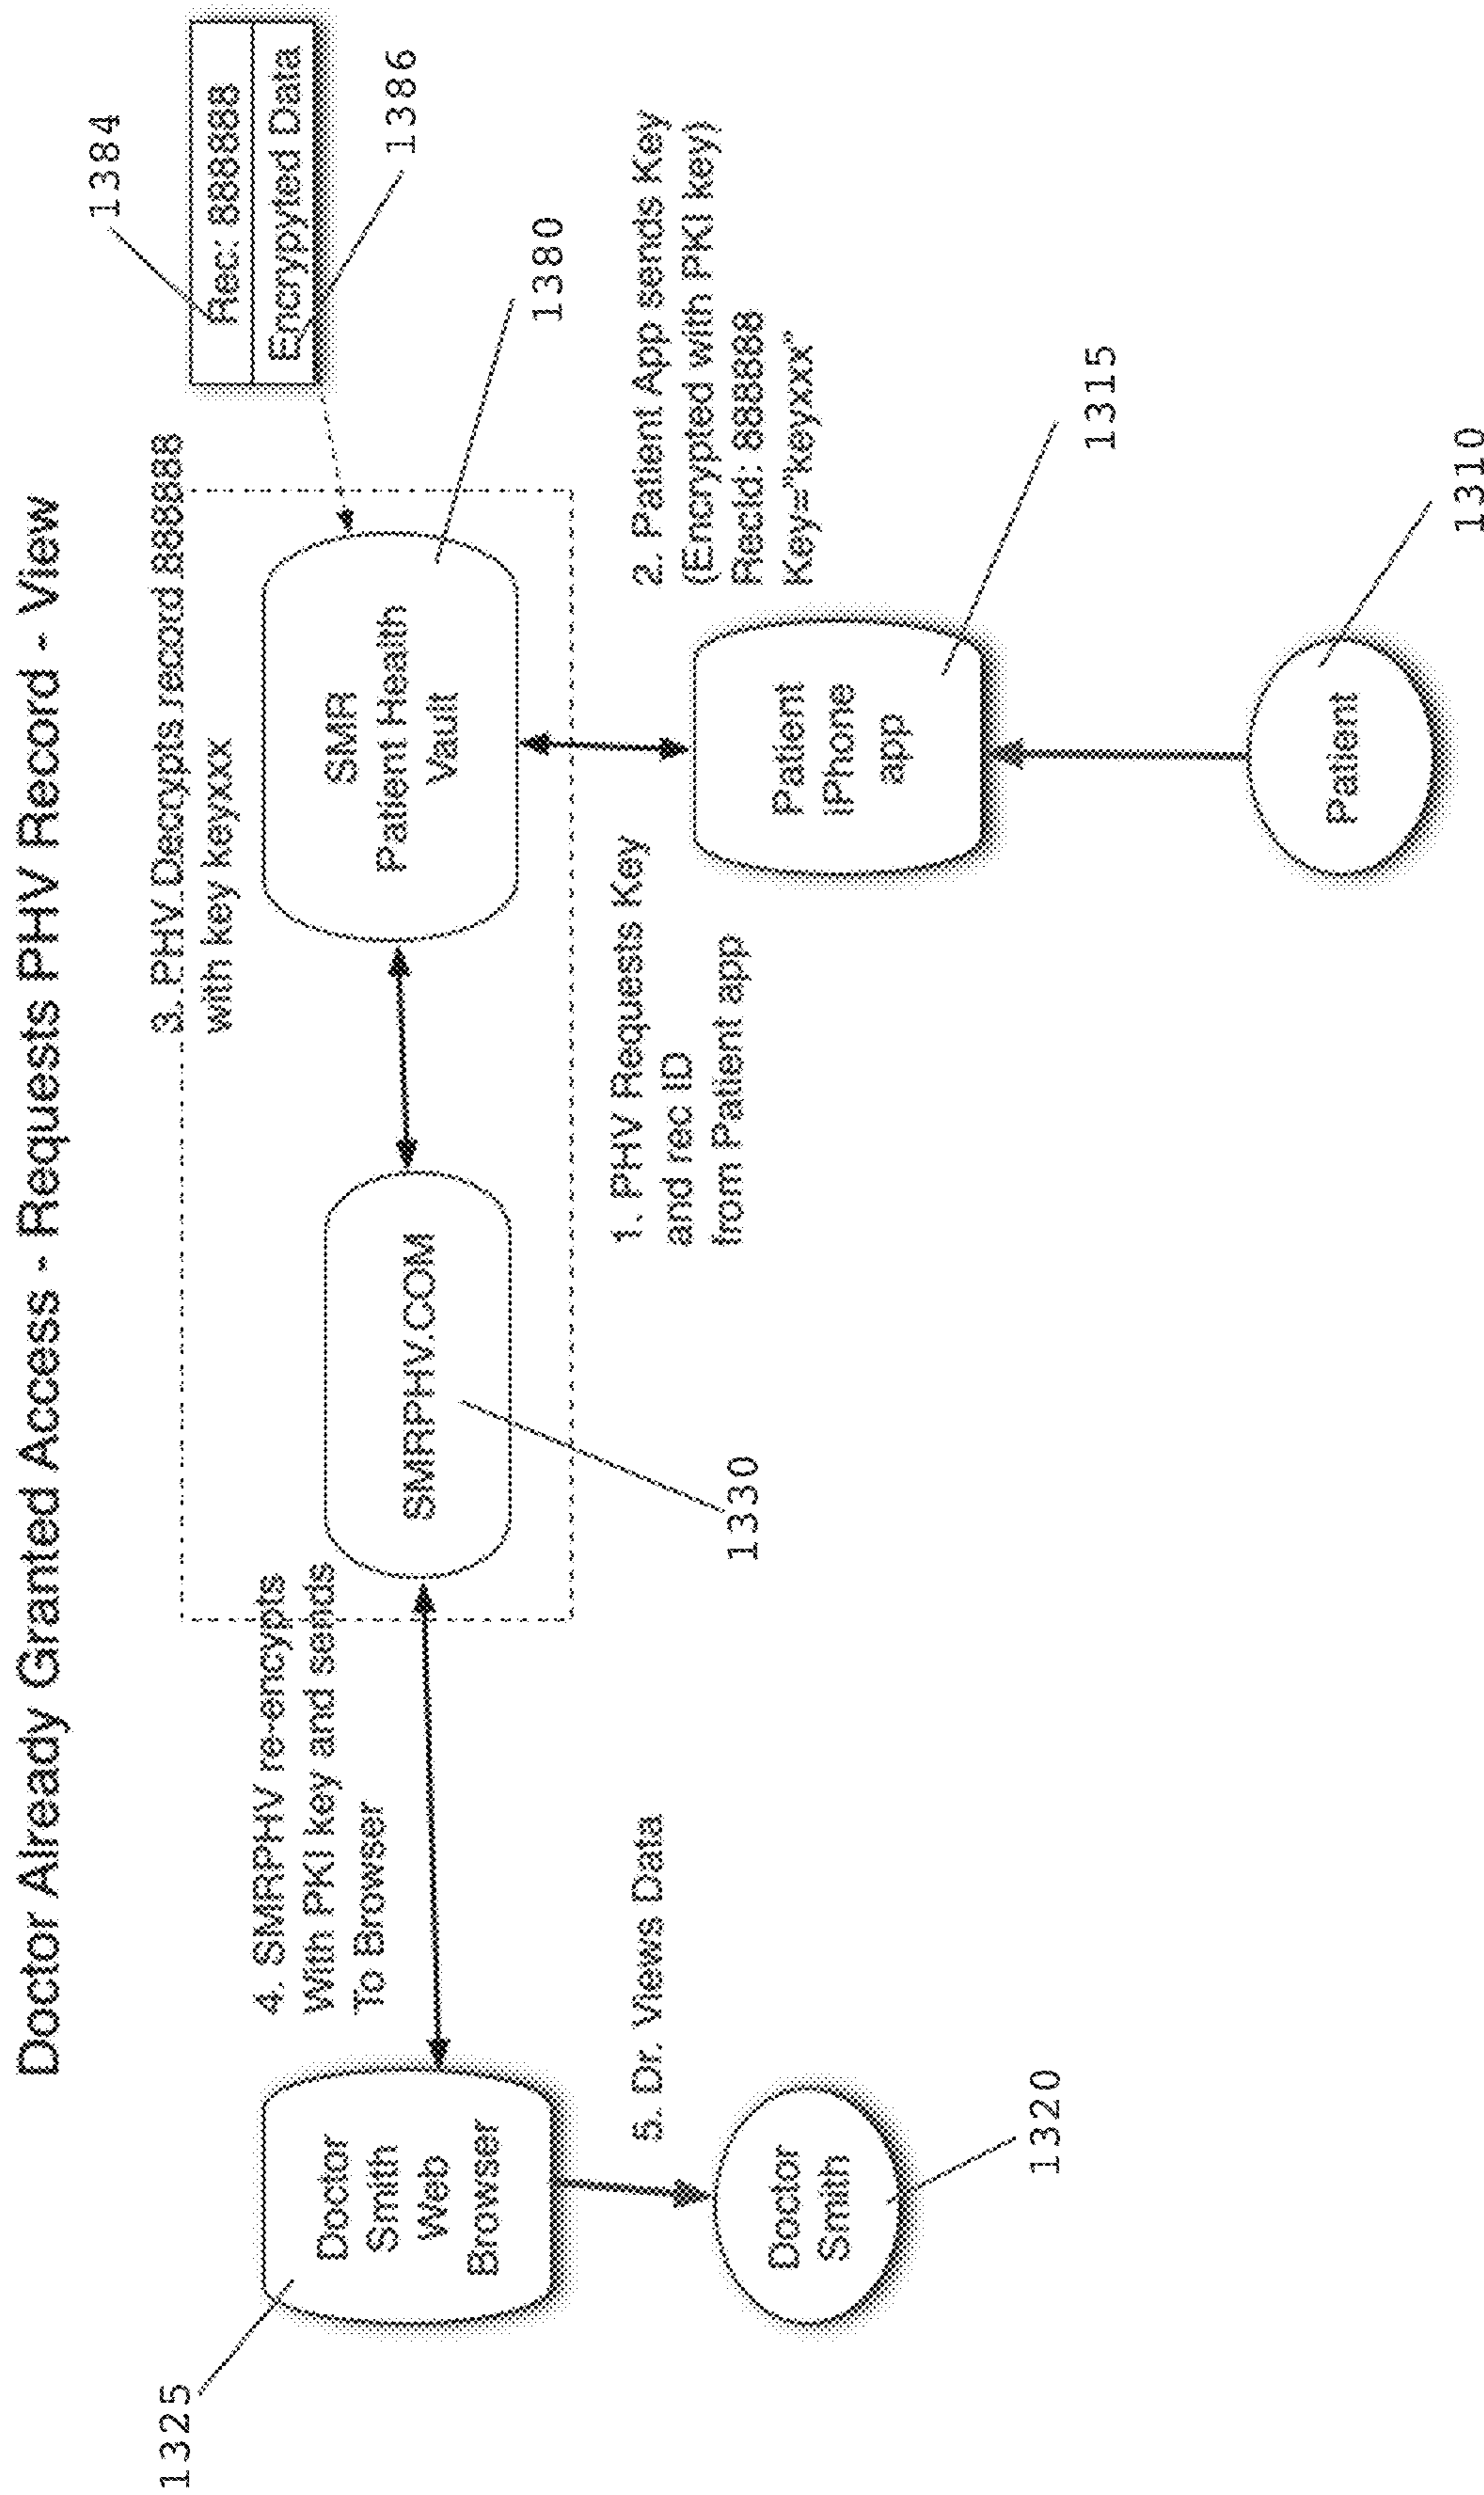 Doctor Already Granted Access - Requests PHV Record - View
1384
Rec: 88888
Encrypted Data
1386
3. PHV Decrypts record 88888
with key keyxxx
SMR
Patient Health
Vault
1380
SMRPHV.COM
1330
4. SMRPHV re-encypts
With PKI key and sends
To Browser
1325
Doctor
Smith
Web
Browser
5. Dr. Views Data
Doctor
Smith
1320
1. PHV Requests Key
and rec ID
from Patient app
2. Patient App sends Key
(Encrypted with PKI key)
RecId: 88888
Key="keyxxx"
Patient
iPhone
app
1315
Patient
1310